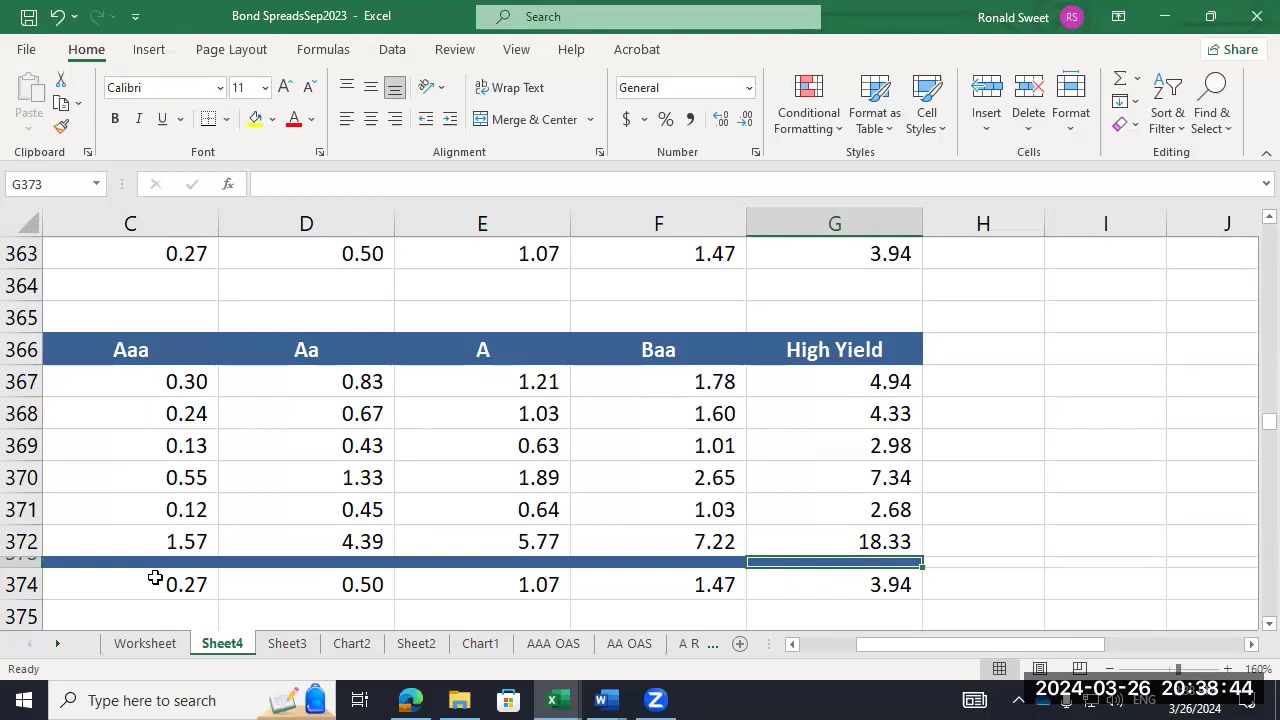 Bond SpreadsSep2023 - Excel
Search
Ronald Sweet RS
File Home Insert Page Layout Formulas Data Review View Help Acrobat Share
Paste
Calibri 11
B I U
Wrap Text
Merge & Center
General
$ % 9
Conditional Formatting
Format as Table
Cell Styles
Insert
Delete
Format
Sort & Filter
Find & Select
Clipboard Font Alignment Number Styles Cells Editing
G373 fx
C D E F G H I J
363 0.27 0.50 1.07 1.47 3.94
364
365
366 Aaa Aa A Baa High Yield
367 0.30 0.83 1.21 1.78 4.94
368 0.24 0.67 1.03 1.60 4.33
369 0.13 0.43 0.63 1.01 2.98
370 0.55 1.33 1.89 2.65 7.34
371 0.12 0.45 0.64 1.03 2.68
372 1.57 4.39 5.77 7.22 18.33
374 0.27 0.50 1.07 1.47 3.94
375
Worksheet Sheet4 Sheet3 Chart2 Sheet2 Chart1 AAA OAS AA OAS A R ...
Ready 160%
Type here to search
2024-03-26 20:38:44
ENG
3/26/2024